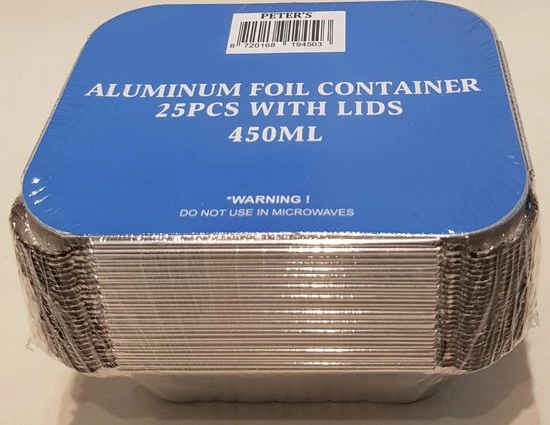 PETER'S
8 720168 194503
ALUMINUM FOIL CONTAINER
25PCS WITH LIDS
450ML
*WARNING !
DO NOT USE IN MICROWAVES